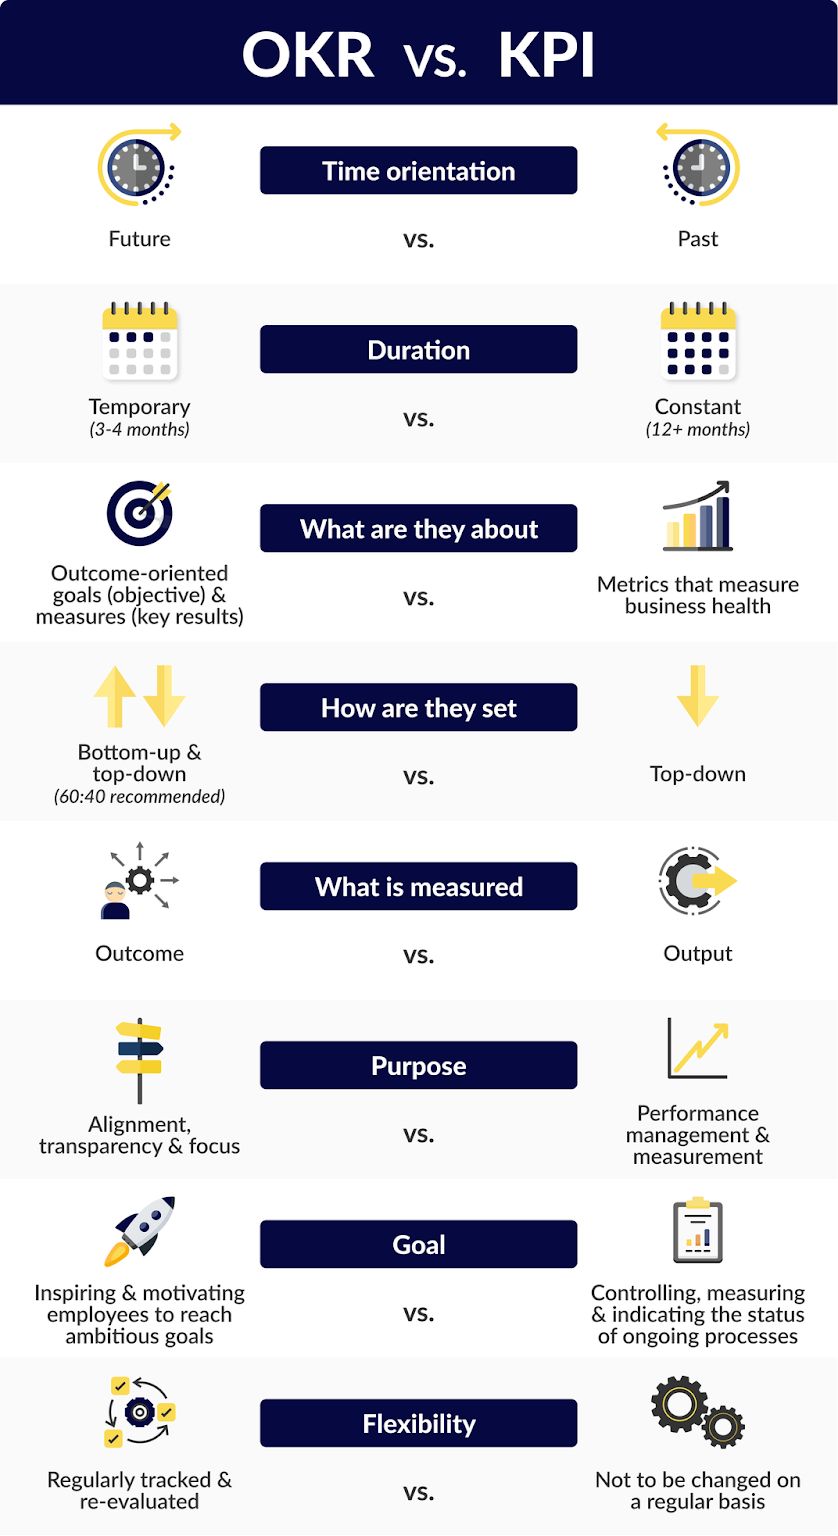 OKR vs. KPI
Time orientation
Future
vs.
Past
Duration
Temporary
(3-4 months)
vs.
Constant
(12+ months)
What are they about
Outcome-oriented
goals (objective) &
measures (key results)
vs.
Metrics that measure
business health
How are they set
Bottom-up &
top-down
(60:40 recommended)
vs.
Top-down
What is measured
Outcome
vs.
Output
Purpose
Alignment,
transparency & focus
vs.
Performance
management &
measurement
Goal
Inspiring & motivating
employees to reach
ambitious goals
vs.
Controlling, measuring
& indicating the status
of ongoing processes
Flexibility
Regularly tracked &
re-evaluated
vs.
Not to be changed on
a regular basis